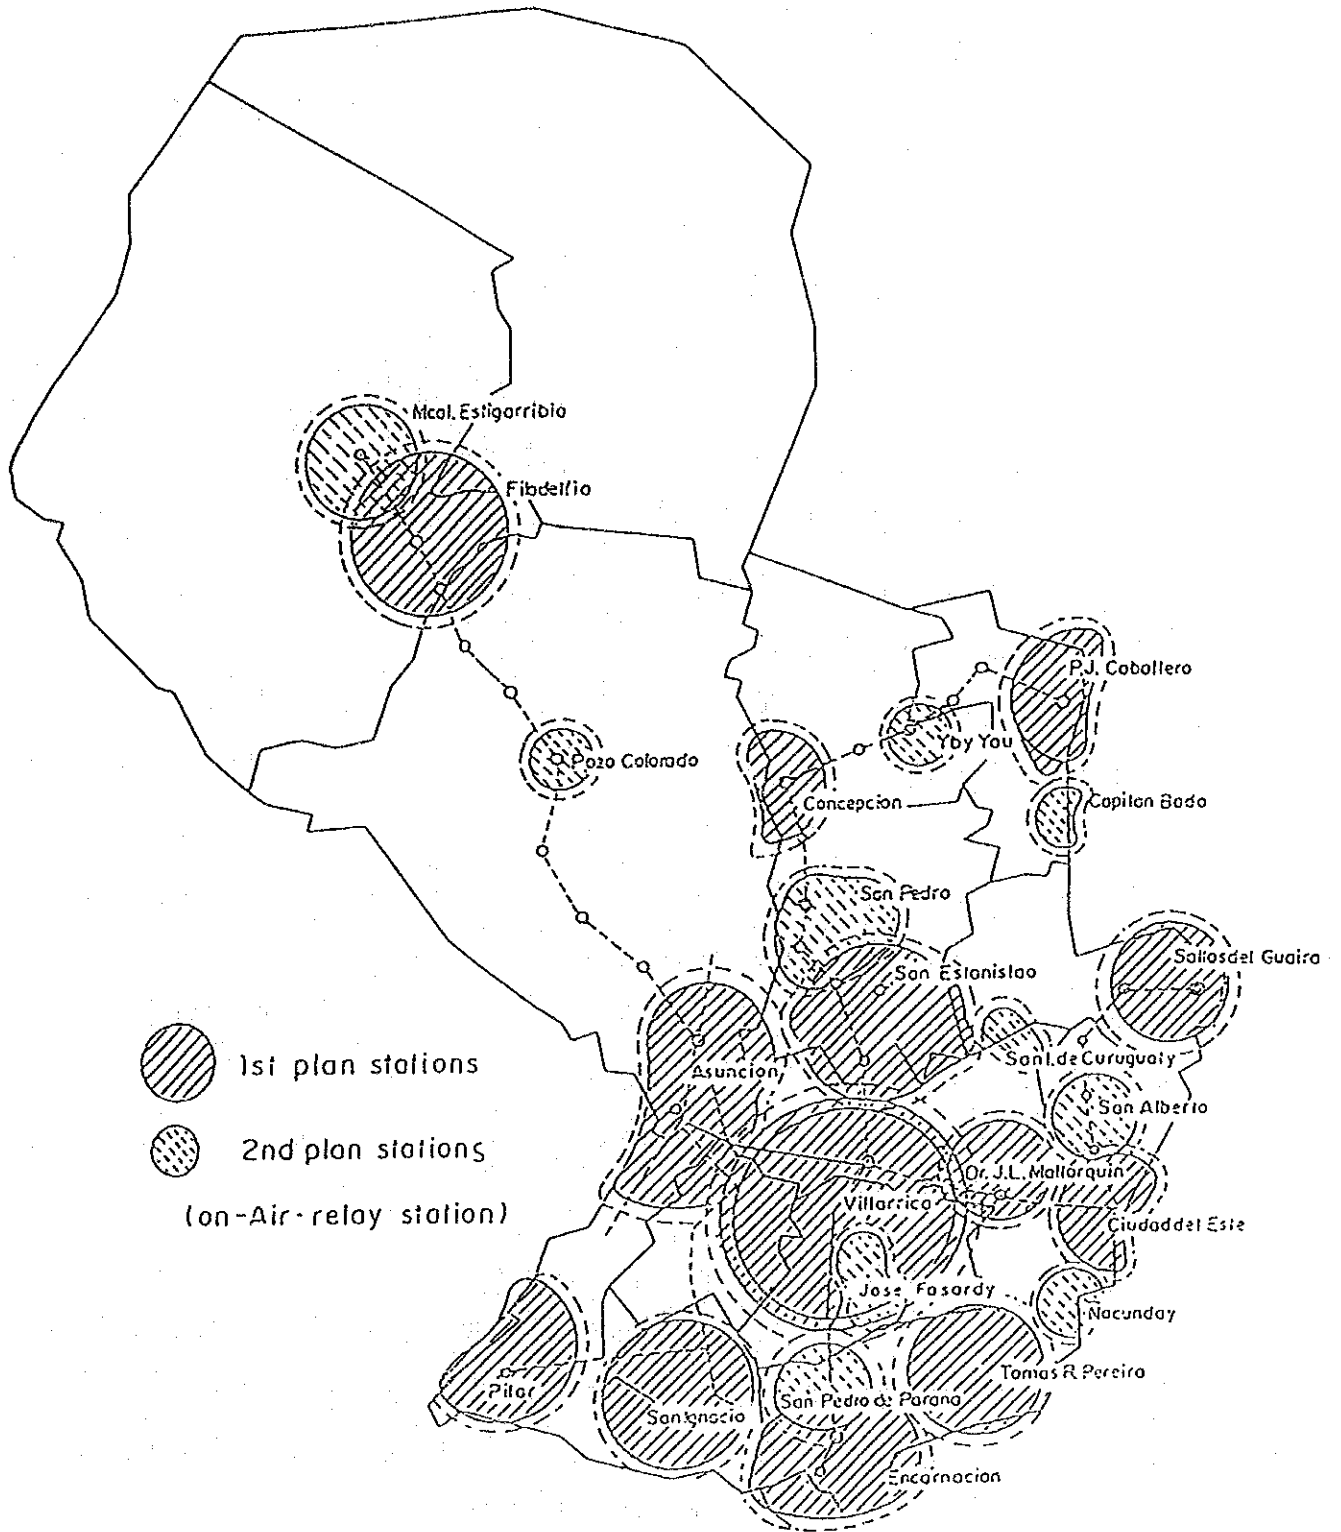 Mcal. Estigarribia
Filadelfia
P.J. Caballero
Yby You
Pozo Colorado
Concepcion
Capitan Bado
San Pedro
Saltos del Guaira
San Estanislao
San I. de Curuguaty
1st plan stations
Asuncion
San Alberto
2nd plan stations
Dr. J.L. Mallorquin
(on-Air-relay station)
Villarrica
Ciudad del Este
Jose Fasardy
Nacunday
Tomas R. Pereira
Pilar
San Pedro de Parana
San Ignacio
Encarnacion